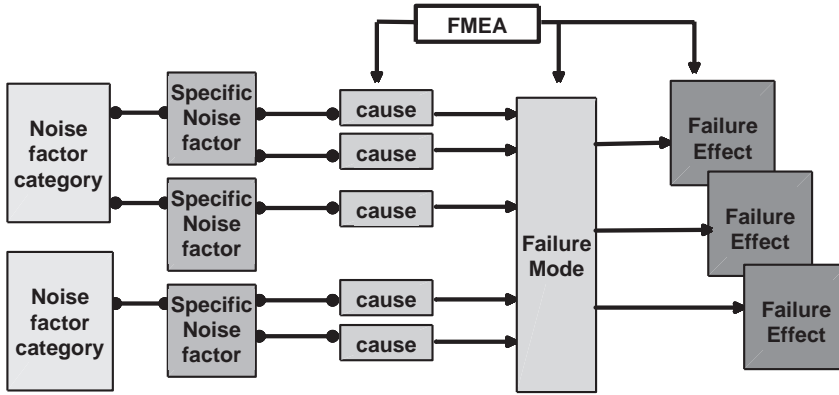 FMEA
Noise
factor
category
Specific
Noise
factor
cause
cause
Specific
Noise
factor
cause
Noise
factor
category
Specific
Noise
factor
cause
cause
Failure
Mode
Failure
Effect
Failure
Effect
Failure
Effect